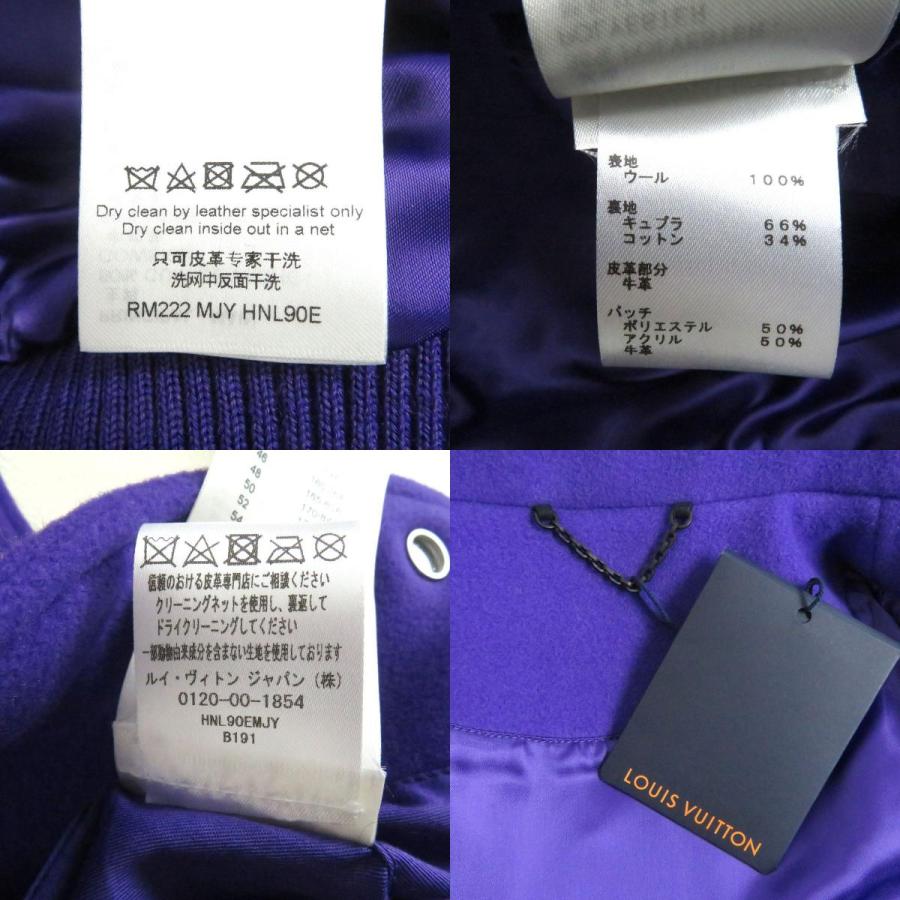 Dry clean by leather specialist only
Dry clean inside out in a net
只可皮革专家干洗
洗网中反面干洗
RM222 MJY HNL90E
表地
ウール 100%
裏地
キュプラ 66%
コットン 34%
皮革部分
牛革
パッチ
ポリエステル 50%
アクリル 50%
牛革
46
48
50
52
54
信頼のおける皮革専門店にご相談ください
クリーニングネットを使用し、裏返して
ドライクリーニングしてください
一部動物由来成分を含まない生地を使用しております
ルイ・ヴィトン ジャパン(株)
0120-00-1854
HNL90EMJY
B191
LOUIS VUITTON